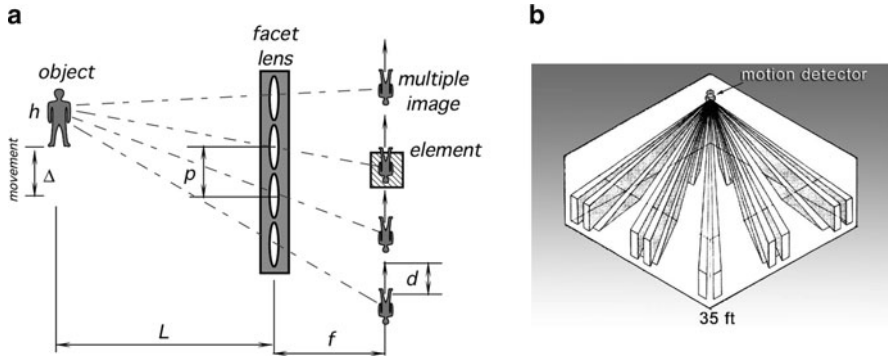 a
facet
lens
object
h
multiple
image
element
movement
Δ
p
d
L
f
b
motion detector
35 ft